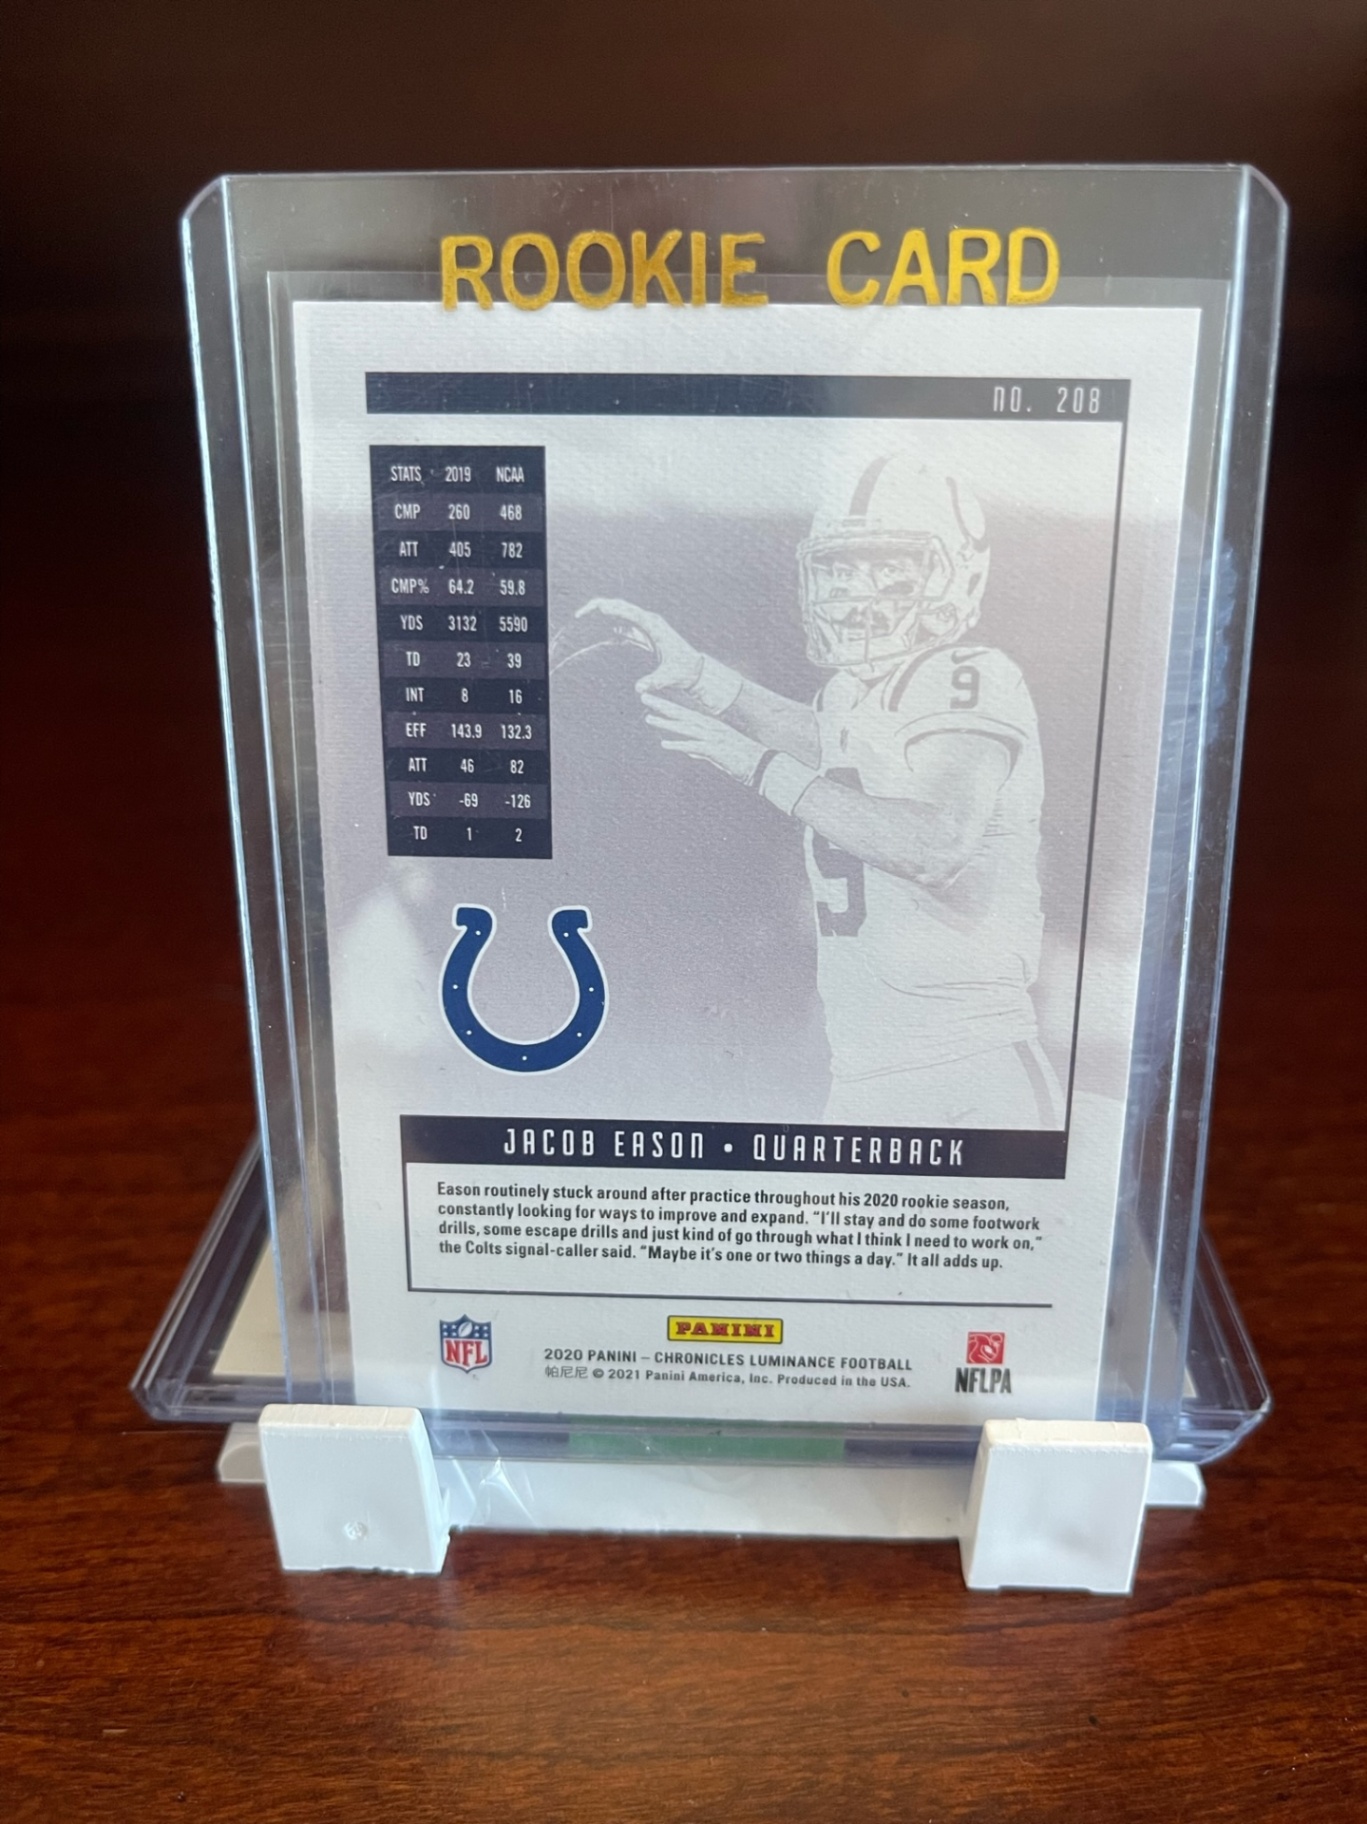 ROOKIE CARD
NO. 208
STATS 2019 NCAA
CMP 260 468
ATT 405 782
CMP% 64.2 59.8
YDS 3132 5590
TD 23 39
INT 8 16
EFF 143.9 132.3
ATT 46 82
YDS -69 -126
TD 1 2
9
9
JACOB EASON • QUARTERBACK
Eason routinely stuck around after practice throughout his 2020 rookie season,
constantly looking for ways to improve and expand. “I’ll stay and do some footwork
drills, some escape drills and just kind of go through what I think I need to work on,”
the Colts signal-caller said. “Maybe it’s one or two things a day.” It all adds up.
NFL
PANINI
2020 PANINI – CHRONICLES LUMINANCE FOOTBALL
帕尼尼 © 2021 Panini America, Inc. Produced in the USA.
NFLPA